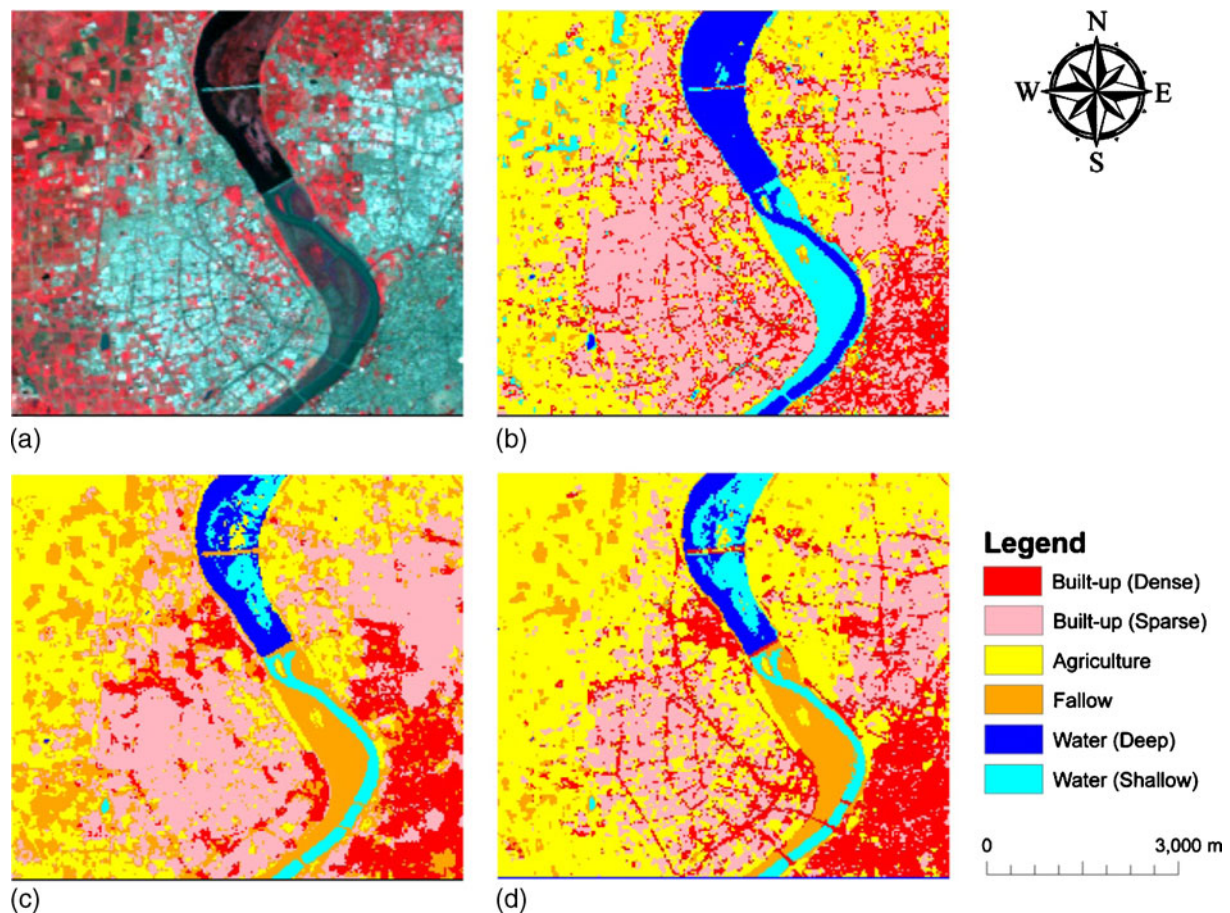 N
W E
S
(a)
(b)
Legend
Built-up (Dense)
Built-up (Sparse)
Agriculture
Fallow
Water (Deep)
Water (Shallow)
0 3,000 m
(c)
(d)